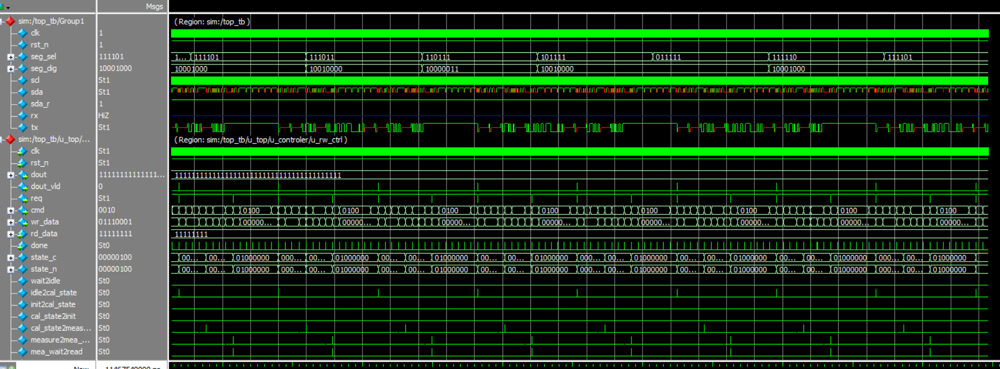 Msgs
sim:/top_tb/Group1 (Region: sim:/top_tb )
clk 1
rst_n 1
seg_sel 111101 1... 111101 111011 110111 101111 011111 111110 111101
seg_dig 10001000 10001000 10010000 10000011 10010000 10001000
scl St1
sda St1
sda_r 1
rx HiZ
tx St1
sim:/top_tb/u_top/... (Region: sim:/top_tb/u_top/u_controler/u_rw_ctrl )
clk St1
rst_n St1
dout 11111111111111...
dout_vld 0
req St1
cmd 0010 0100 0100 0100 0100 0100 0100 0100 0100
wr_data 01110001 00000... 00000... 00000... 00000... 00000... 00000... 00000... 00000...
rd_data 11111111 11111111
done St0
state_c 00000100 00... 00... 01000000 000... 00... 01000000 00... 00... 01000000 00... 00... 01000000 000... 00... 01000000 00... 00... 01000000 00... 00... 01000000 000... 00... 01000000
state_n 00000100 00... 00... 01000000 000... 00... 01000000 00... 00... 01000000 00... 00... 01000000 000... 00... 01000000 00... 00... 01000000 00... 00... 01000000 000... 00... 01000000
wait2idle St0
idle2cal_state St0
init2cal_state St0
cal_state2init St0
cal_state2meas... St0
measure2mea_... St0
mea_wait2read St0